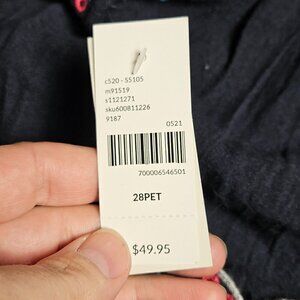 c520 - 55105
m91519
s1121271
sku600811226
9187
0521
700006546501
28PET
$49.95